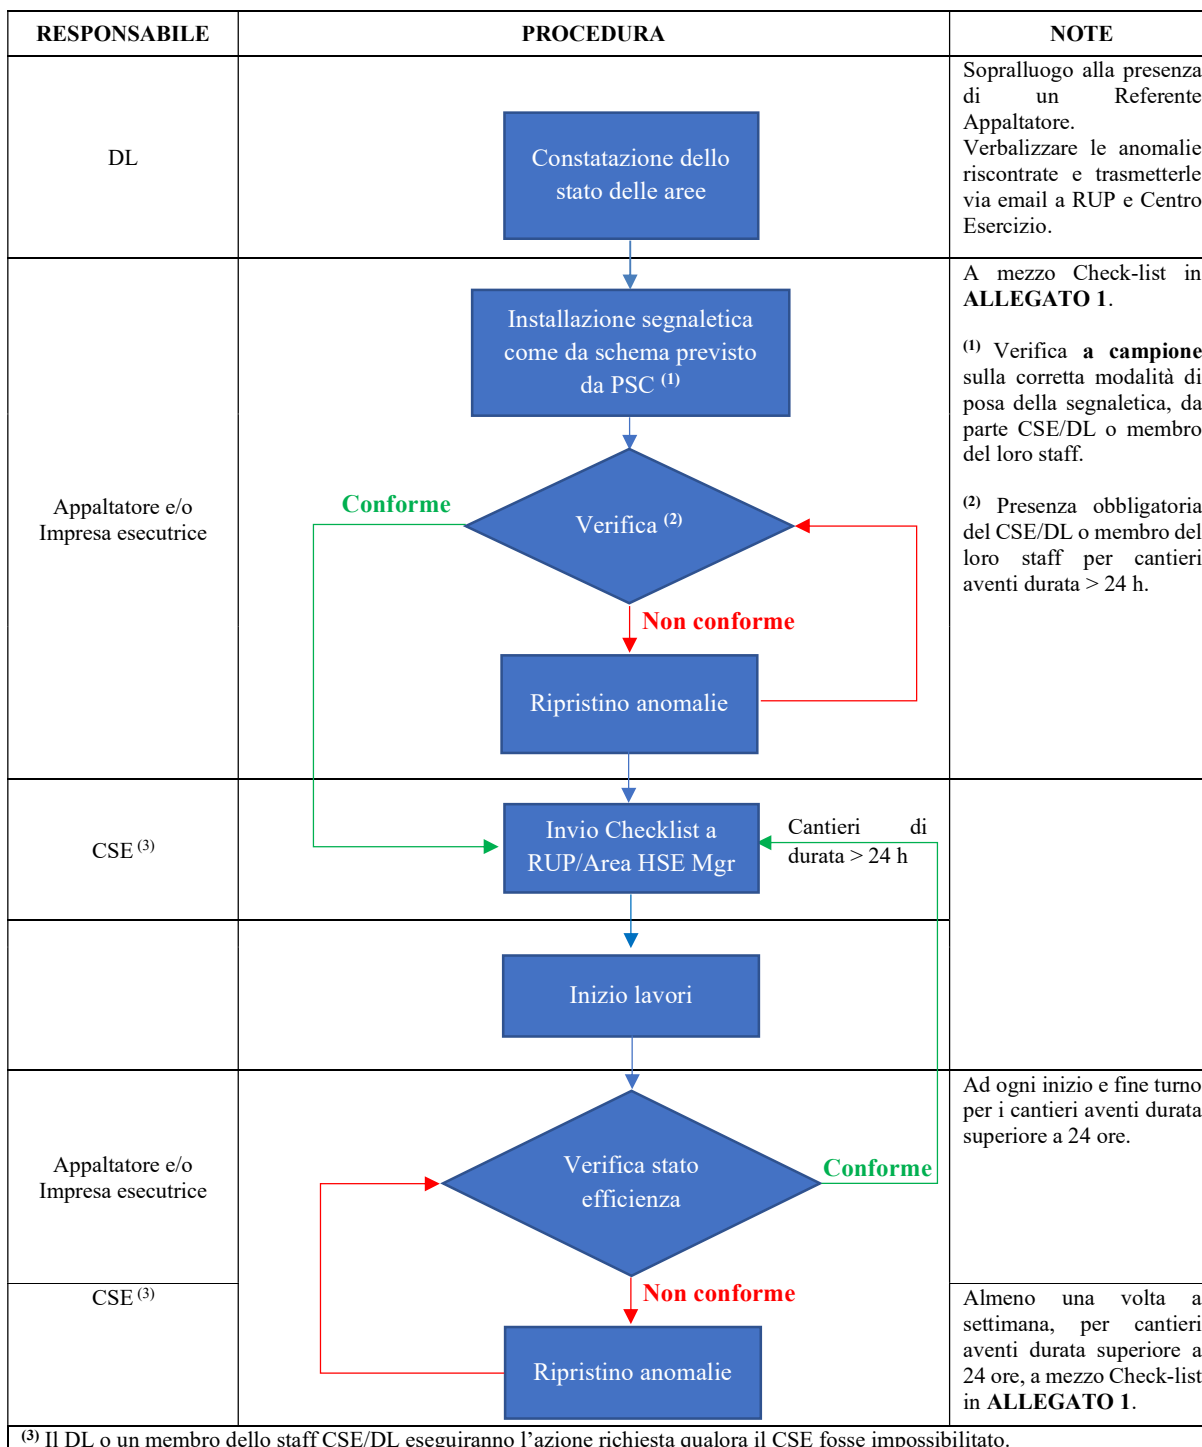 RESPONSABILE
PROCEDURA
NOTE
DL
Constatazione dello
stato delle aree
Sopralluogo alla presenza
di un Referente
Appaltatore.
Verbalizzare le anomalie
riscontrate e trasmetterle
via email a RUP e Centro
Esercizio.
Appaltatore e/o
Impresa esecutrice
Installazione segnaletica
come da schema previsto
da PSC (1)
Conforme
Verifica (2)
Non conforme
Ripristino anomalie
A mezzo Check-list in
ALLEGATO 1.
(1) Verifica a campione
sulla corretta modalità di
posa della segnaletica, da
parte CSE/DL o membro
del loro staff.
(2) Presenza obbligatoria
del CSE/DL o membro del
loro staff per cantieri
aventi durata > 24 h.
CSE (3)
Invio Checklist a
RUP/Area HSE Mgr
Cantieri di
durata > 24 h
Inizio lavori
Appaltatore e/o
Impresa esecutrice
Verifica stato
efficienza
Conforme
Ad ogni inizio e fine turno
per i cantieri aventi durata
superiore a 24 ore.
CSE (3)
Non conforme
Ripristino anomalie
Almeno una volta a
settimana, per cantieri
aventi durata superiore a
24 ore, a mezzo Check-list
in ALLEGATO 1.
(3) Il DL o un membro dello staff CSE/DL eseguiranno l'azione richiesta qualora il CSE fosse impossibilitato.